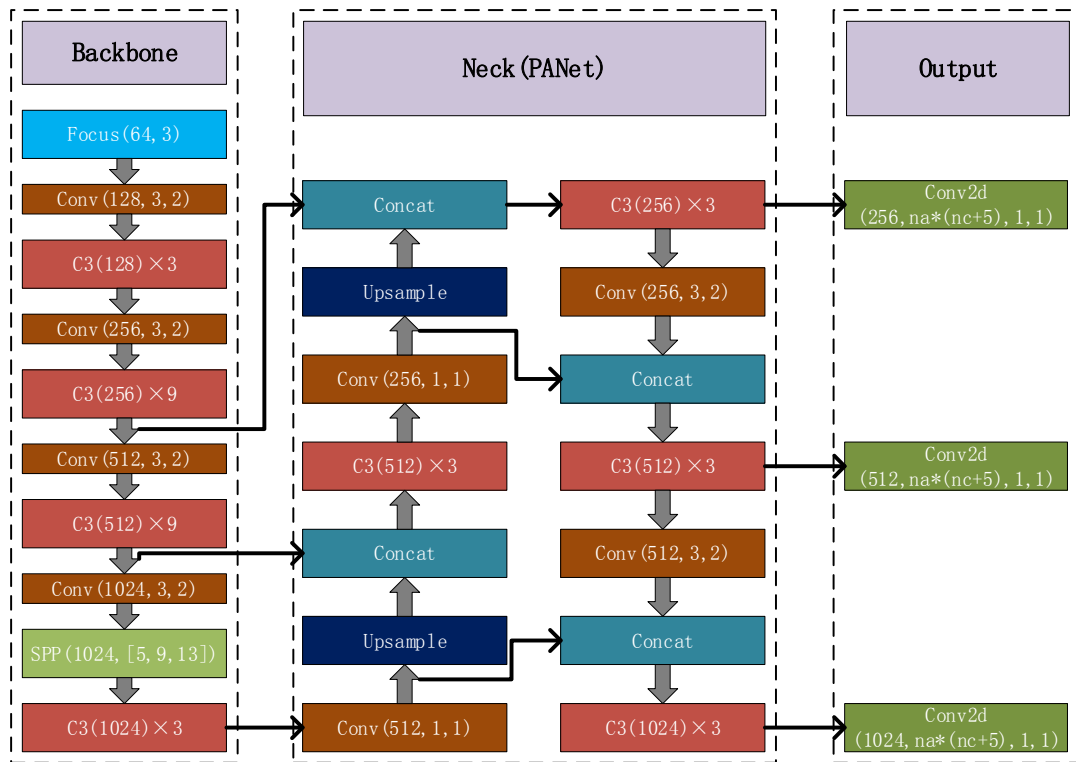 Backbone
Focus(64,3)
Conv(128,3,2)
C3(128)×3
Conv(256,3,2)
C3(256)×9
Conv(512,3,2)
C3(512)×9
Conv(1024,3,2)
SPP(1024,[5,9,13])
C3(1024)×3
Neck(PANet)
Concat
Upsample
Conv(256,1,1)
C3(512)×3
Concat
Upsample
Conv(512,1,1)
C3(256)×3
Conv(256,3,2)
Concat
C3(512)×3
Conv(512,3,2)
Concat
C3(1024)×3
Output
Conv2d
(256,na*(nc+5),1,1)
Conv2d
(512,na*(nc+5),1,1)
Conv2d
(1024,na*(nc+5),1,1)